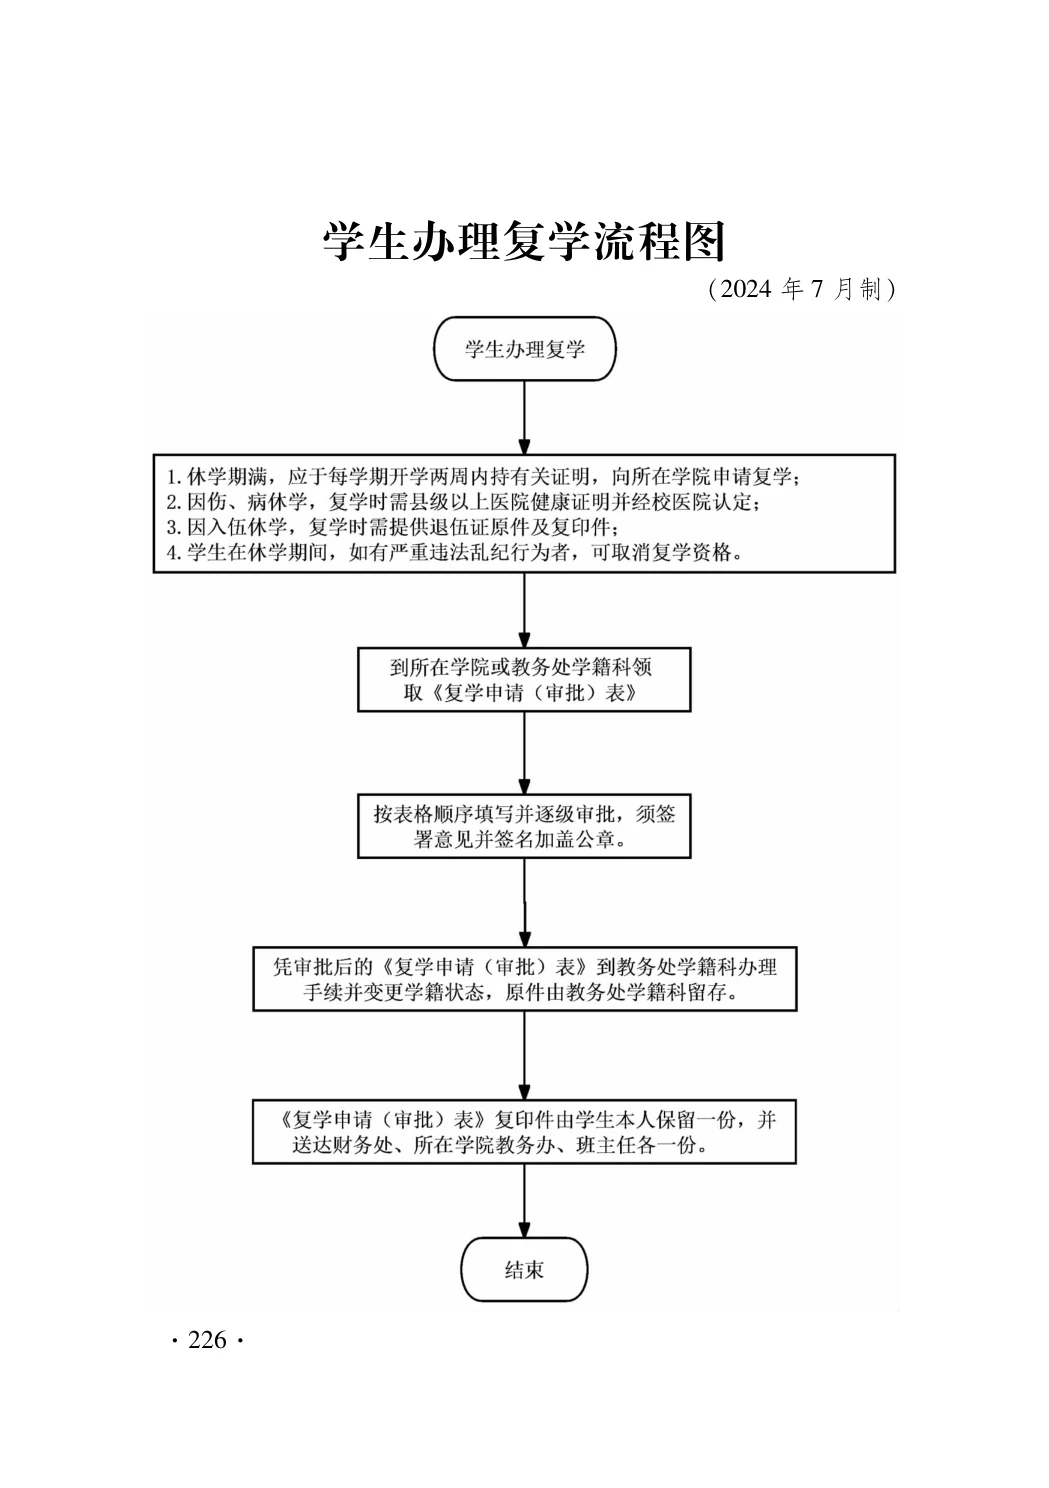 学生办理复学流程图
（2024 年 7 月制）
学生办理复学
1. 休学期满，应于每学期开学两周内持有关证明，向所在学院申请复学；
2. 因伤、病休学，复学时需县级以上医院健康证明并经校医院认定；
3. 因入伍休学，复学时需提供退伍证原件及复印件；
4. 学生在休学期间，如有严重违法乱纪行为者，可取消复学资格。
到所在学院或教务处学籍科领
取《复学申请（审批）表》
按表格顺序填写并逐级审批，须签
署意见并签名加盖公章。
凭审批后的《复学申请（审批）表》到教务处学籍科办理
手续并变更学籍状态，原件由教务处学籍科留存。
《复学申请（审批）表》复印件由学生本人保留一份，并
送达财务处、所在学院教务办、班主任各一份。
结束
· 226 ·